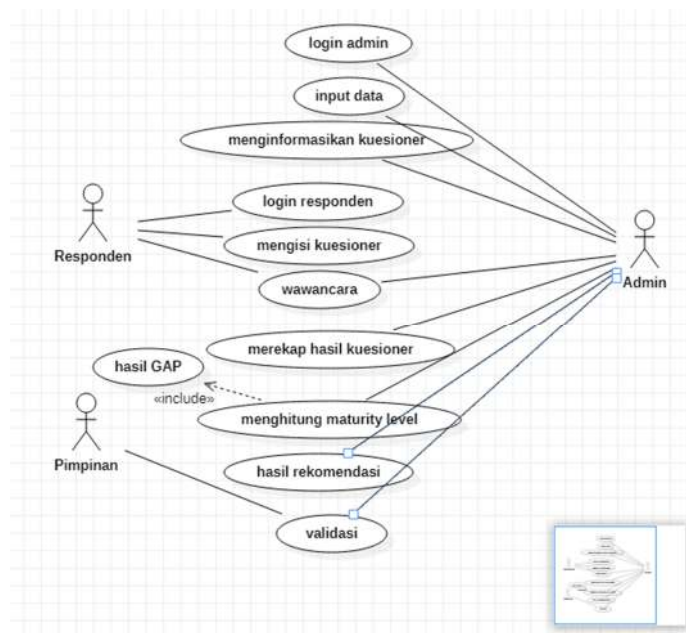 login admin
input data
menginformasikan kuesioner
login responden
Responden
mengisi kuesioner
wawancara
Admin
merekap hasil kuesioner
hasil GAP
«include»
menghitung maturity level
Pimpinan
hasil rekomendasi
validasi